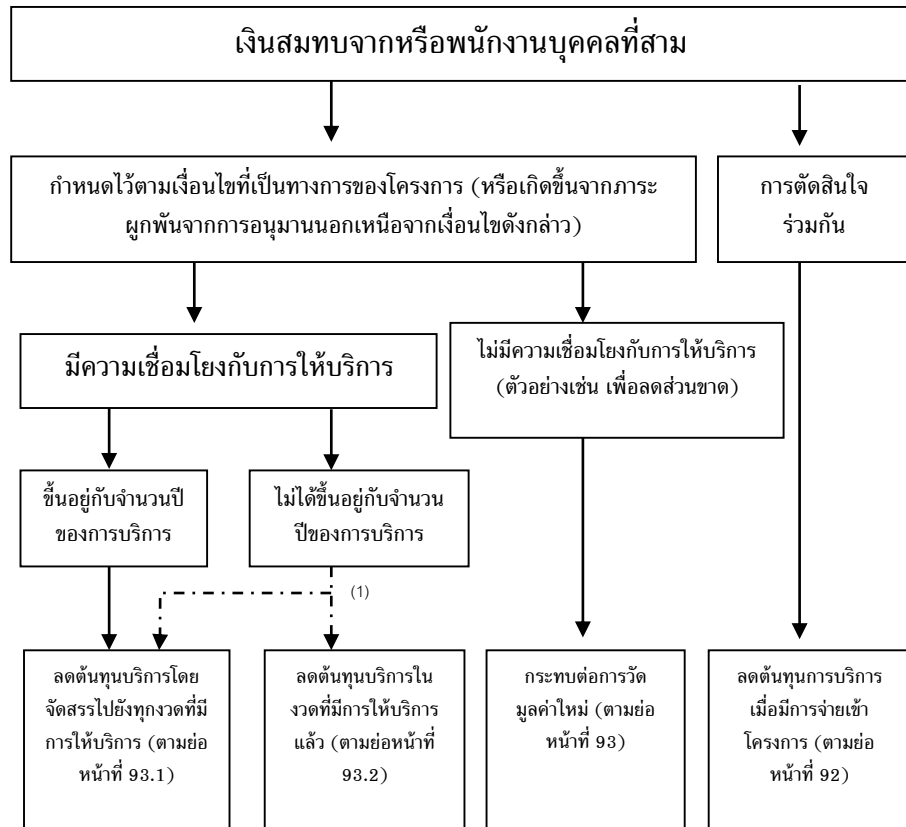 เงินสมทบจากหรือพนักงานบุคคลที่สาม
กำหนดไว้ตามเงื่อนไขที่เป็นทางการของโครงการ (หรือเกิดขึ้นจากภาระ
ผูกพันจากการอนุมานนอกเหนือจากเงื่อนไขดังกล่าว)
การตัดสินใจ
ร่วมกัน
มีความเชื่อมโยงกับการให้บริการ
ไม่มีความเชื่อมโยงกับการให้บริการ
(ตัวอย่างเช่น เพื่อลดส่วนขาด)
ขึ้นอยู่กับจำนวนปี
ของการบริการ
ไม่ได้ขึ้นอยู่กับจำนวน
ปีของการบริการ
(1)
ลดต้นทุนบริการโดย
จัดสรรไปยังทุกงวดที่มี
การให้บริการ (ตามย่อ
หน้าที่ 93.1)
ลดต้นทุนบริการใน
งวดที่มีการให้บริการ
แล้ว (ตามย่อหน้าที่
93.2)
กระทบต่อการวัด
มูลค่าใหม่ (ตามย่อ
หน้าที่ 93)
ลดต้นทุนการบริการ
เมื่อมีการจ่ายเข้า
โครงการ (ตามย่อ
หน้าที่ 92)